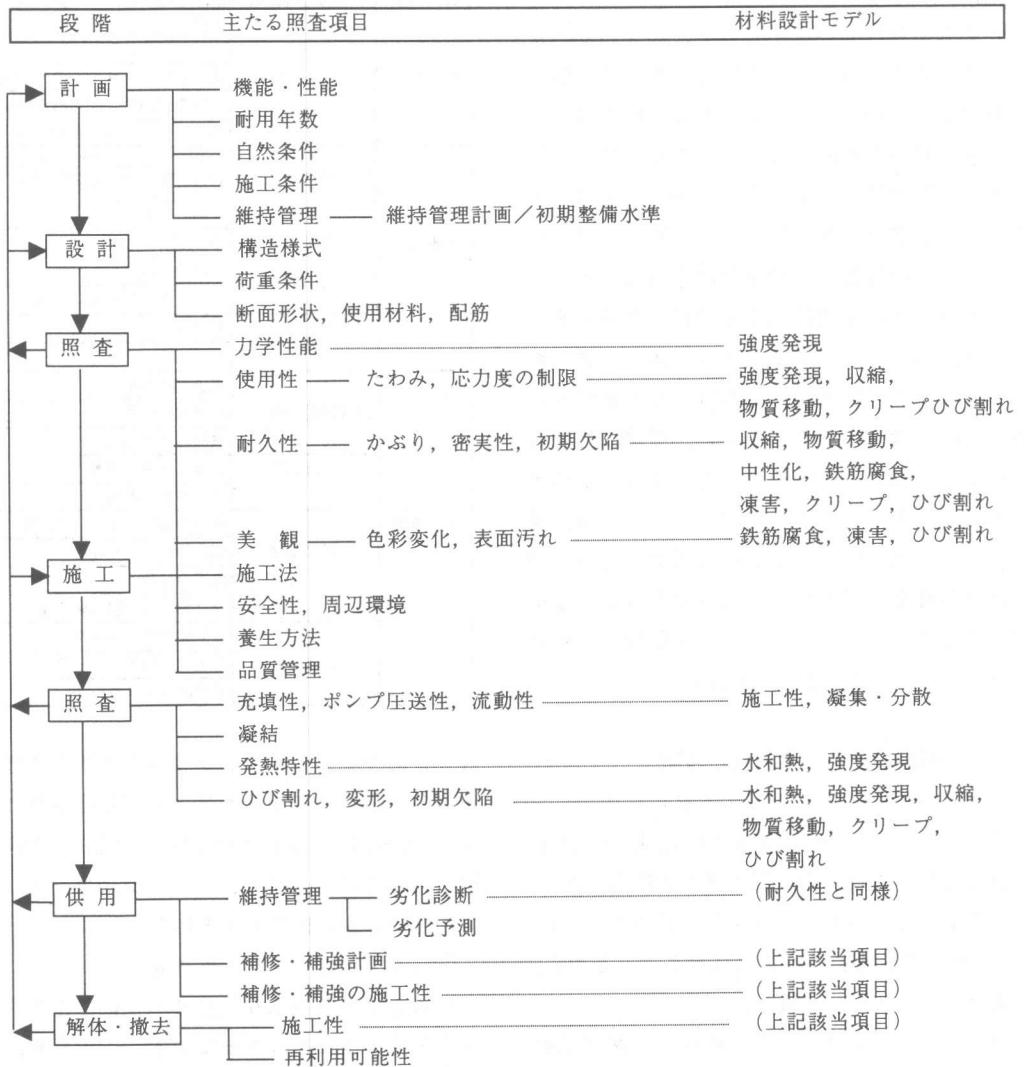 段 階 主たる照査項目 材料設計モデル
計 画 機能・性能
耐用年数
自然条件
施工条件
維持管理 維持管理計画／初期整備水準
設 計 構造様式
荷重条件
断面形状，使用材料，配筋
照 査 力学性能 強度発現
使用性 たわみ，応力度の制限 強度発現，収縮，
物質移動，クリープひび割れ
耐久性 かぶり，密実性，初期欠陥 収縮，物質移動，
中性化，鉄筋腐食，
凍害，クリープ，ひび割れ
美 観 色彩変化，表面汚れ 鉄筋腐食，凍害，ひび割れ
施 工 施工法
安全性，周辺環境
養生方法
品質管理
照 査 充填性，ポンプ圧送性，流動性 施工性，凝集・分散
凝結
発熱特性 水和熱，強度発現
ひび割れ，変形，初期欠陥 水和熱，強度発現，収縮，
物質移動，クリープ，
ひび割れ
供 用 維持管理 劣化診断 （耐久性と同様）
劣化予測
補修・補強計画 （上記該当項目）
補修・補強の施工性 （上記該当項目）
解体・撤去 施工性 （上記該当項目）
再利用可能性